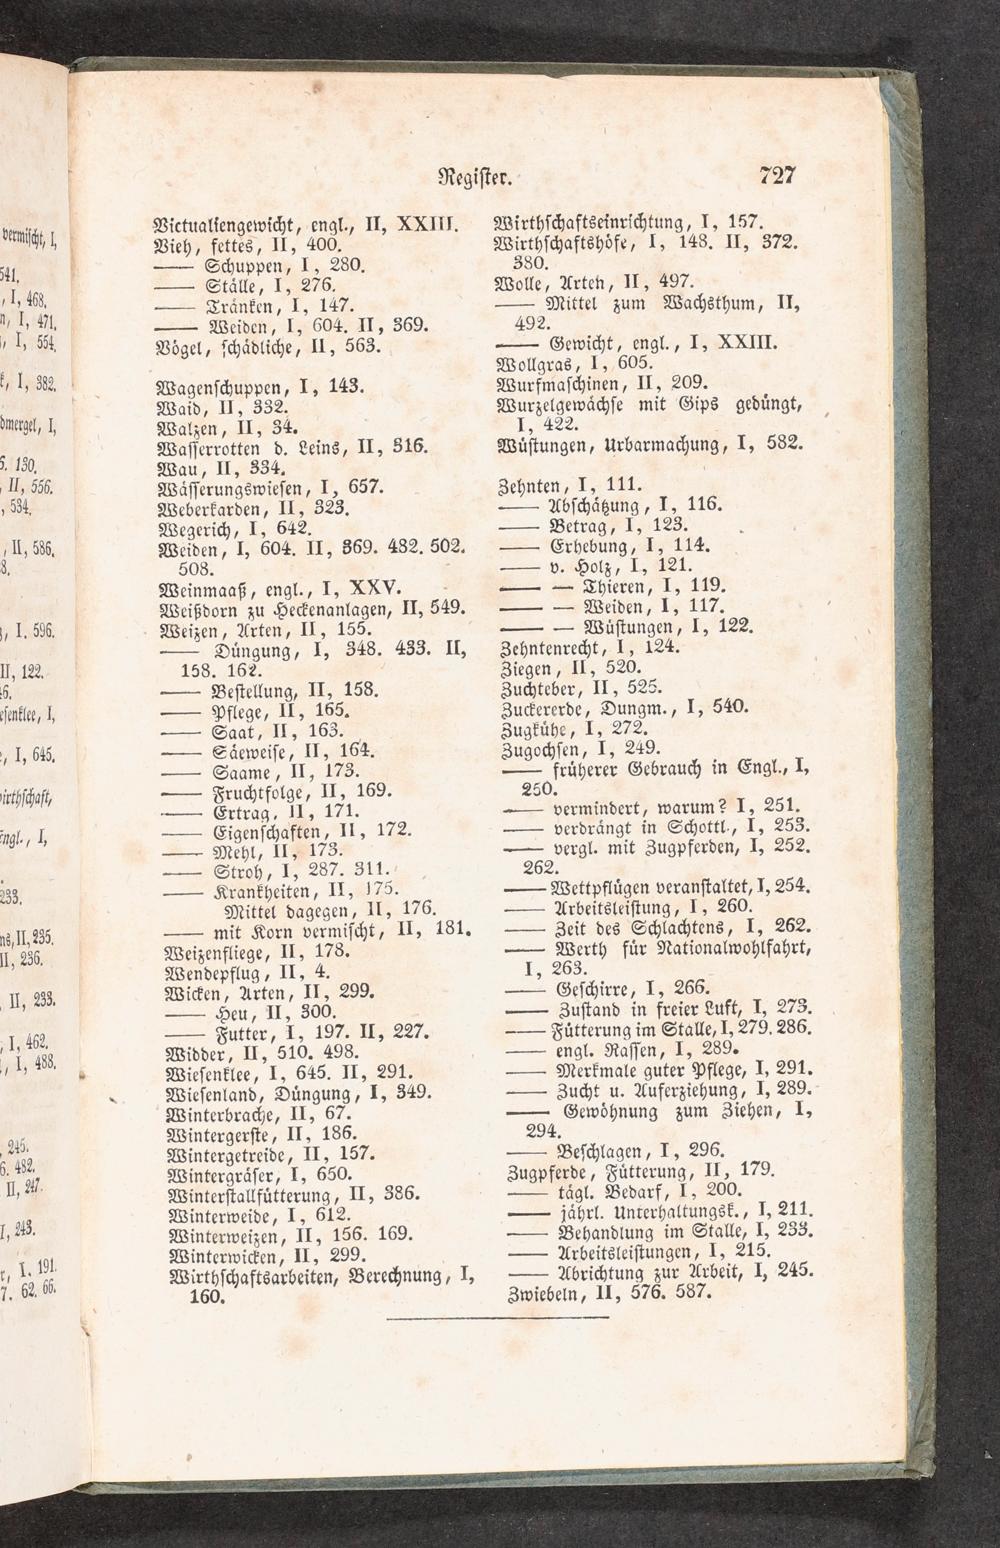 Register.
727
Victualiengewicht, engl., II, XXIII.
Vieh, fettes, II, 400.
—— Schuppen, I, 280.
—— Ställe, I, 276.
—— Tränken, I, 147.
—— Weiden, I, 604. II, 369.
Vögel, schädliche, II, 563.
Wagenschuppen, I, 143.
Waid, II, 332.
Walzen, II, 34.
Wasserrotten d. Leins, II, 316.
Wau, II, 334.
Wässerungswiesen, I, 657.
Weberkarden, II, 323.
Wegerich, I, 642.
Weiden, I, 604. II, 369. 482. 502.
508.
Weinmaaß, engl., I, XXV.
Weißdorn zu Heckenanlagen, II, 549.
Weizen, Arten, II, 155.
—— Düngung, I, 348. 433. II,
158. 162.
—— Bestellung, II, 158.
—— Pflege, II, 165.
—— Saat, II, 163.
—— Säeweise, II, 164.
—— Saame, II, 173.
—— Fruchtfolge, II, 169.
—— Ertrag, II, 171.
—— Eigenschaften, II, 172.
—— Mehl, II, 173.
—— Stroh, I, 287. 311.
—— Krankheiten, II, 175.
Mittel dagegen, II, 176.
—— mit Korn vermischt, II, 181.
Weizenfliege, II, 178.
Wendepflug, II, 4.
Wicken, Arten, II, 299.
—— Heu, II, 300.
—— Futter, I, 197. II, 227.
Widder, II, 510. 498.
Wiesenklee, I, 645. II, 291.
Wiesenland, Düngung, I, 349.
Winterbrache, II, 67.
Wintergerste, II, 186.
Wintergetreide, II, 157.
Wintergräser, I, 650.
Winterstallfütterung, II, 386.
Winterweide, I, 612.
Winterweizen, II, 156. 169.
Winterwicken, II, 299.
Wirthschaftsarbeiten, Berechnung, I,
160.
Wirthschaftseinrichtung, I, 157.
Wirthschaftshöfe, I, 148. II, 372.
380.
Wolle, Arten, II, 497.
—— Mittel zum Wachsthum, II,
492.
—— Gewicht, engl., I, XXIII.
Wollgras, I, 605.
Wurfmaschinen, II, 209.
Wurzelgewächse mit Gips gedüngt,
I, 422.
Wüstungen, Urbarmachung, I, 582.
Zehnten, I, 111.
—— Abschätzung, I, 116.
—— Betrag, I, 123.
—— Erhebung, I, 114.
—— v. Holz, I, 121.
—— — Thieren, I, 119.
—— — Weiden, I, 117.
—— — Wüstungen, I, 122.
Zehntenrecht, I, 124.
Ziegen, II, 520.
Zuchteber, II, 525.
Zuckererde, Dungm., I, 540.
Zugkühe, I, 272.
Zugochsen, I, 249.
—— früherer Gebrauch in Engl., I,
250.
—— vermindert, warum? I, 251.
—— verdrängt in Schottl., I, 253.
—— vergl. mit Zugpferden, I, 252.
262.
—— Wettpflügen veranstaltet, I, 254.
—— Arbeitsleistung, I, 260.
—— Zeit des Schlachtens, I, 262.
—— Werth für Nationalwohlfahrt,
I, 263.
—— Geschirre, I, 266.
—— Zustand in freier Luft, I, 273.
—— Fütterung im Stalle, I, 279. 286.
—— engl. Rassen, I, 289.
—— Merkmale guter Pflege, I, 291.
—— Zucht u. Auferziehung, I, 289.
—— Gewöhnung zum Ziehen, I,
294.
—— Beschlagen, I, 296.
Zugpferde, Fütterung, II, 179.
—— tägl. Bedarf, I, 200.
—— jährl. Unterhaltungsk., I, 211.
—— Behandlung im Stalle, I, 233.
—— Arbeitsleistungen, I, 215.
—— Abrichtung zur Arbeit, I, 245.
Zwiebeln, II, 576. 587.